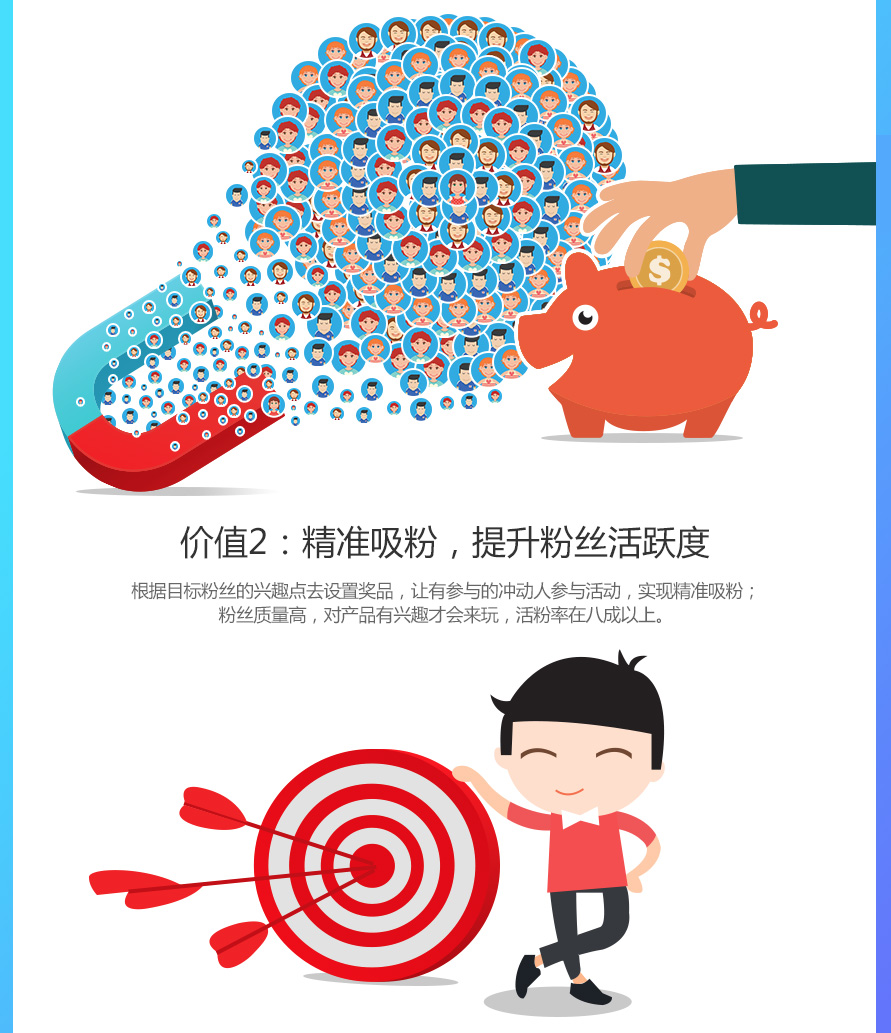 $
价值2：精准吸粉，提升粉丝活跃度
根据目标粉丝的兴趣点去设置奖品，让有参与的冲动人参与活动，实现精准吸粉；
粉丝质量高，对产品有兴趣才会来玩，活粉率在八成以上。